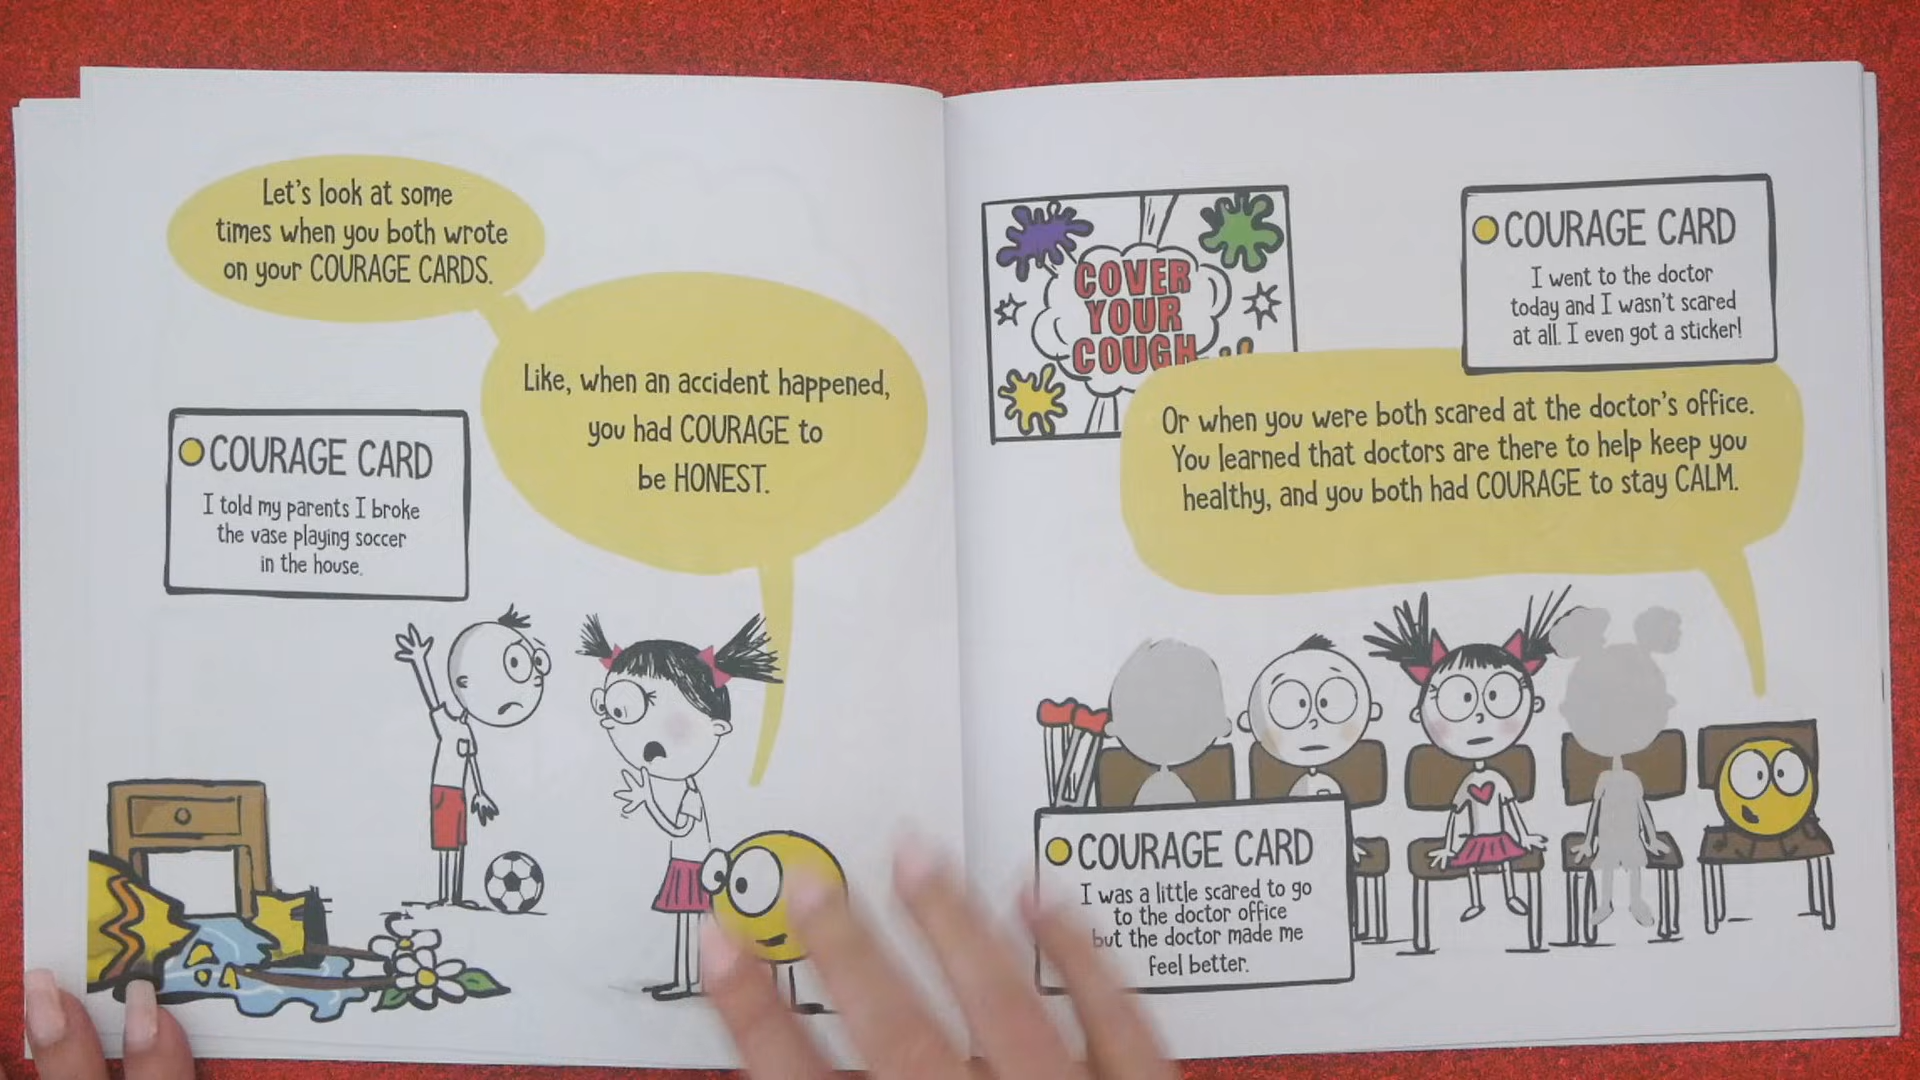 Let's look at some
times when you both wrote
on your COURAGE CARDS.
Like, when an accident happened,
you had COURAGE to
be HONEST.
COURAGE CARD
I told my parents I broke
the vase playing soccer
in the house.
COVER
YOUR
COUGH
COURAGE CARD
I went to the doctor
today and I wasn't scared
at all. I even got a sticker!
Or when you were both scared at the doctor's office.
You learned that doctors are there to help keep you
healthy, and you both had COURAGE to stay CALM.
COURAGE CARD
I was a little scared to go
to the doctor office
but the doctor made me
feel better.